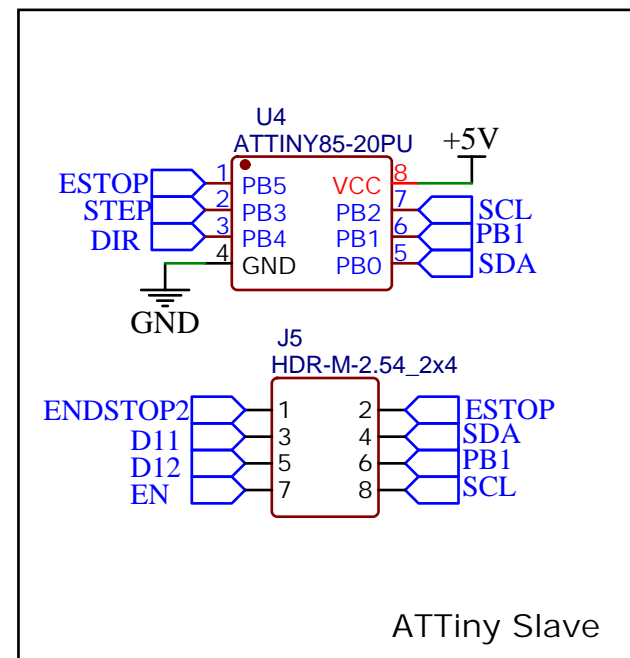 U4
ATTINY85-20PU
+5V
ESTOP 1 PB5 VCC 8
STEP 2 PB3 PB2 7 SCL
DIR 3 PB4 PB1 6 PB1
4 GND PB0 5 SDA
GND
J5
HDR-M-2.54_2x4
ENDSTOP2 1 2 ESTOP
D11 3 4 SDA
D12 5 6 PB1
EN 7 8 SCL
ATTiny Slave